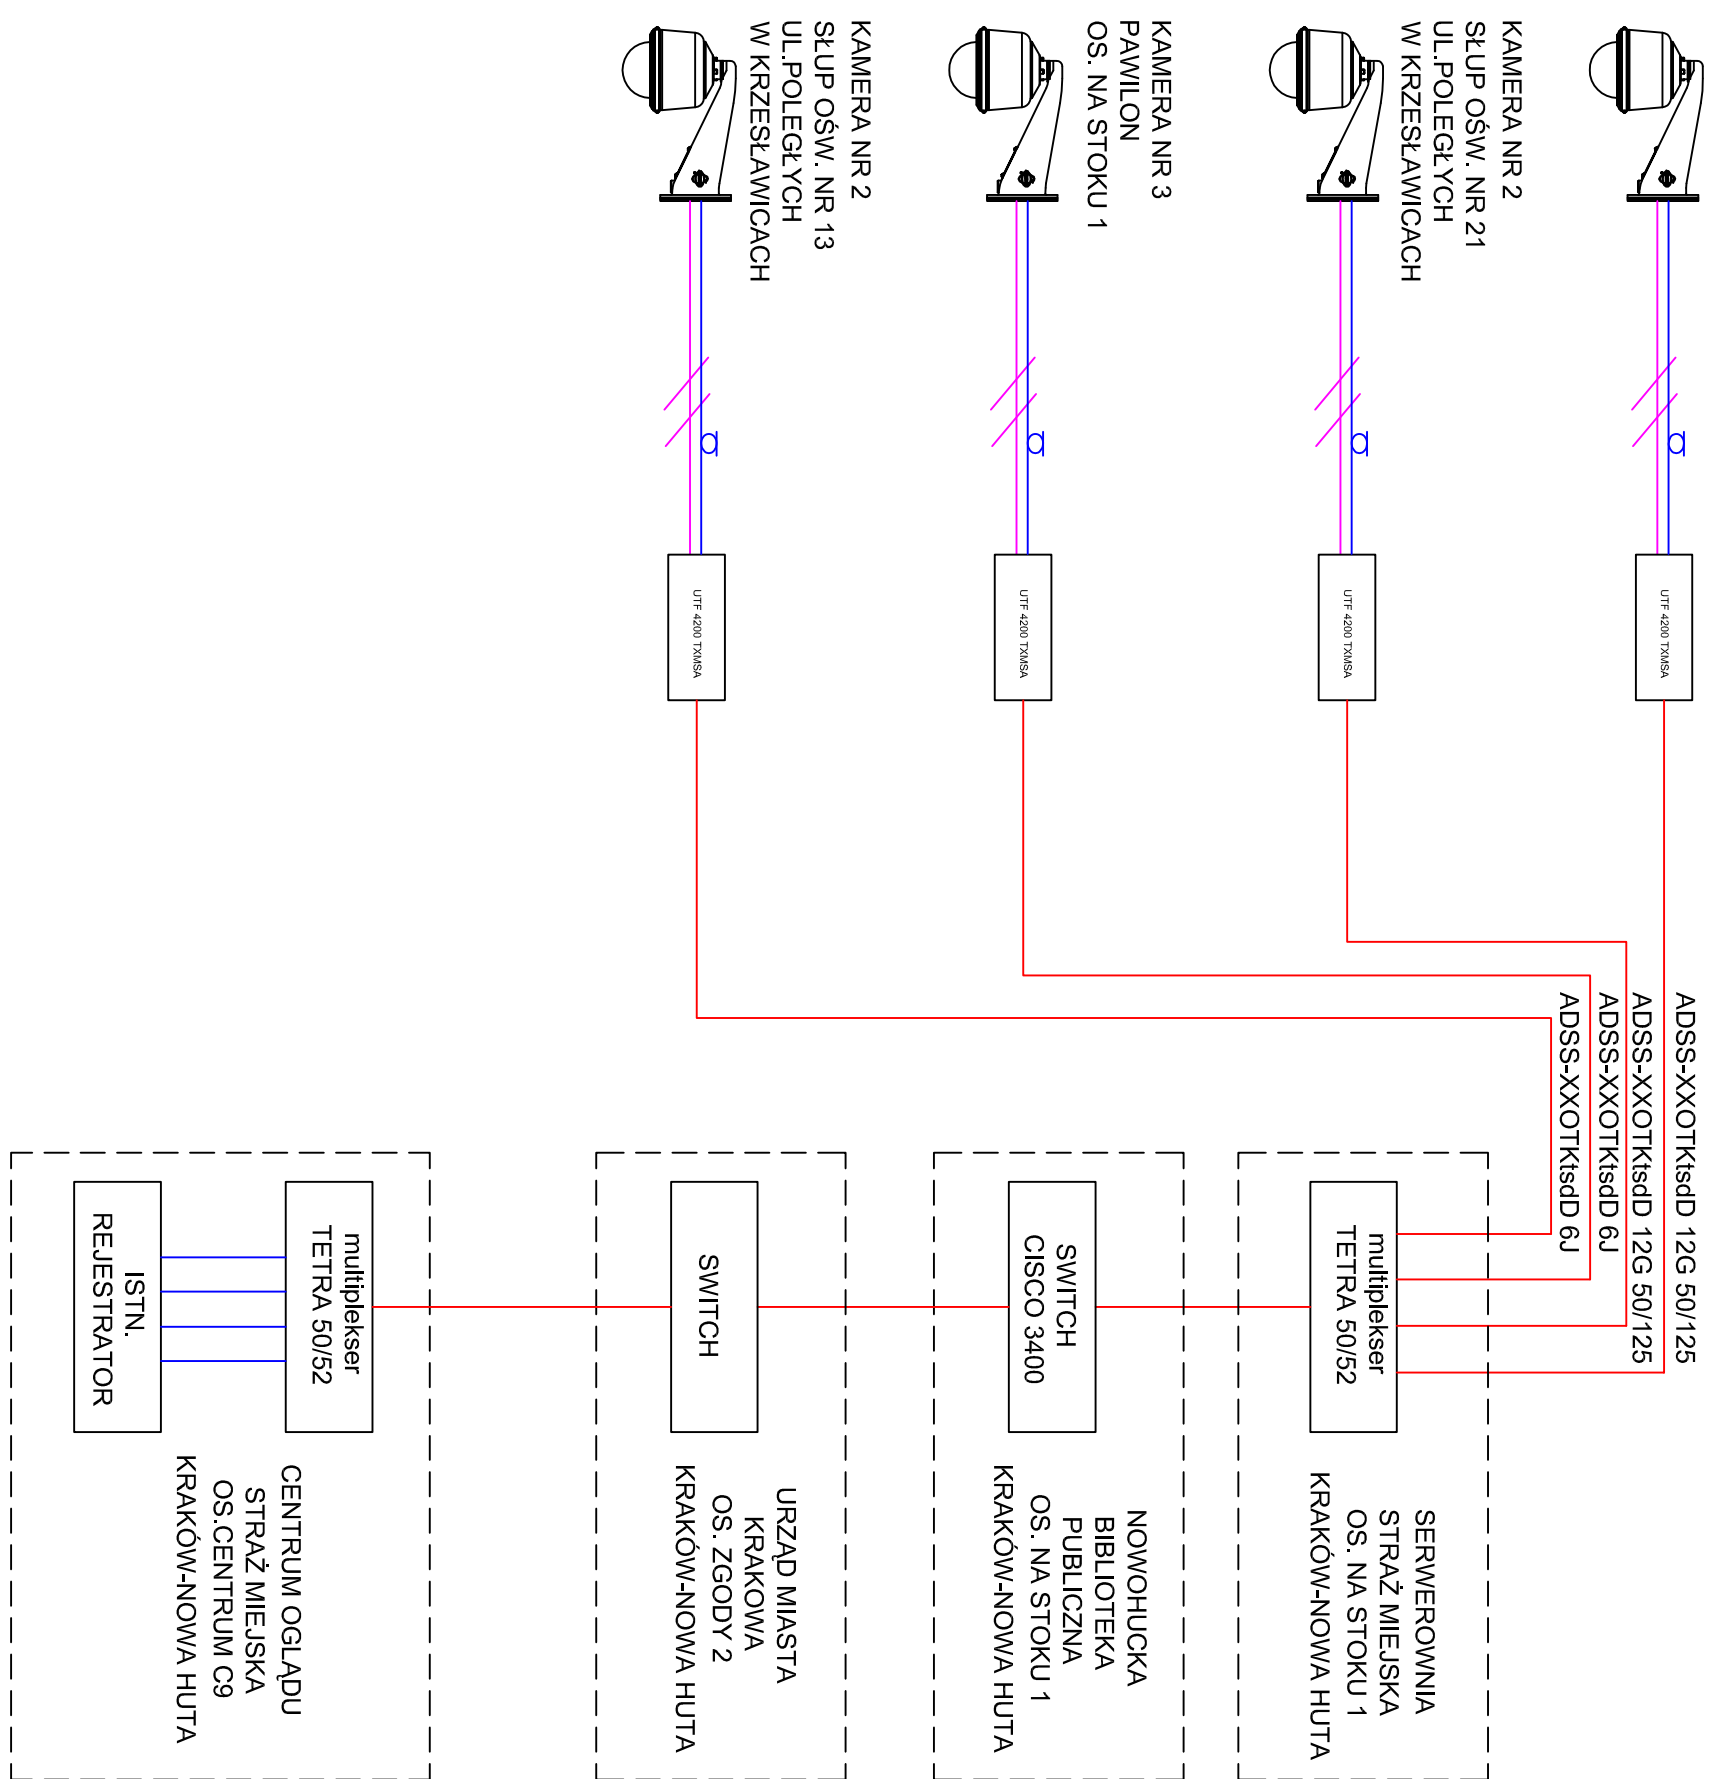 KAMERA NR 2
SŁUP OŚW. NR 21
UL.POLEGŁYCH
W KRZESŁAWICACH
KAMERA NR 3
PAWILON
OS. NA STOKU 1
KAMERA NR 2
SŁUP OŚW. NR 13
UL.POLEGŁYCH
W KRZESŁAWICACH
UTF 4200 TXMSA
UTF 4200 TXMSA
UTF 4200 TXMSA
UTF 4200 TXMSA
ADSS-XXOTKtsdD 12G 50/125
ADSS-XXOTKtsdD 12G 50/125
ADSS-XXOTKtsdD 6J
ADSS-XXOTKtsdD 6J
multiplekser
TETRA 50/52
SERWEROWNIA
STRAŻ MIEJSKA
OS. NA STOKU 1
KRAKÓW-NOWA HUTA
SWITCH
CISCO 3400
NOWOHUCKA
BIBLIOTEKA
PUBLICZNA
OS. NA STOKU 1
KRAKÓW-NOWA HUTA
SWITCH
URZĄD MIASTA
KRAKOWA
OS. ZGODY 2
KRAKÓW-NOWA HUTA
multiplekser
TETRA 50/52
ISTN.
REJESTRATOR
CENTRUM OGLĄDU
STRAŻ MIEJSKA
OS.CENTRUM C9
KRAKÓW-NOWA HUTA